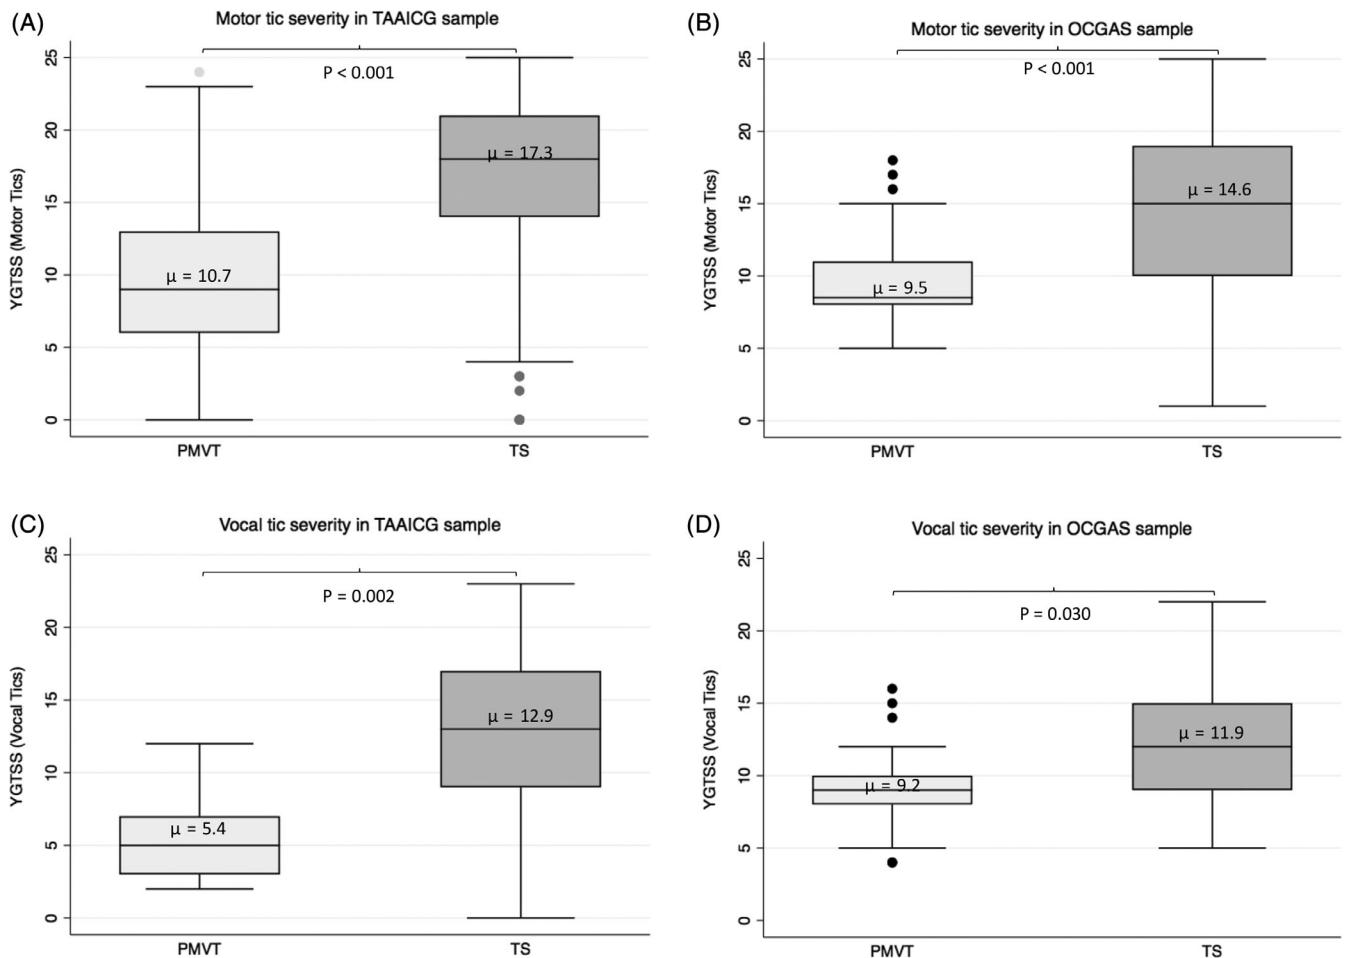 (A)
Motor tic severity in TAAICG sample
P < 0.001
YGTSS (Motor Tics)
25
20
15
10
5
0
μ = 10.7
μ = 17.3
PMVT
TS
(B)
Motor tic severity in OCGAS sample
P < 0.001
YGTSS (Motor Tics)
25
20
15
10
5
0
μ = 9.5
μ = 14.6
PMVT
TS
(C)
Vocal tic severity in TAAICG sample
P = 0.002
YGTSS (Vocal Tics)
25
20
15
10
5
0
μ = 5.4
μ = 12.9
PMVT
TS
(D)
Vocal tic severity in OCGAS sample
P = 0.030
YGTSS (Vocal Tics)
25
20
15
10
5
0
μ = 9.2
μ = 11.9
PMVT
TS